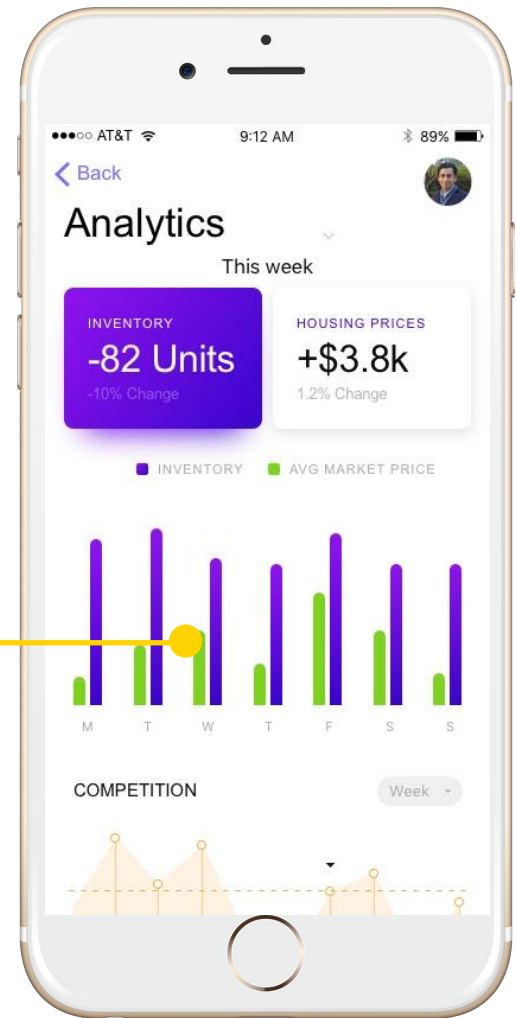 AT&T 9:12 AM 89%
Back
Analytics
This week
INVENTORY
-82 Units
-10% Change
HOUSING PRICES
+$3.8k
1.2% Change
INVENTORY AVG MARKET PRICE
M T W T F S S
COMPETITION Week